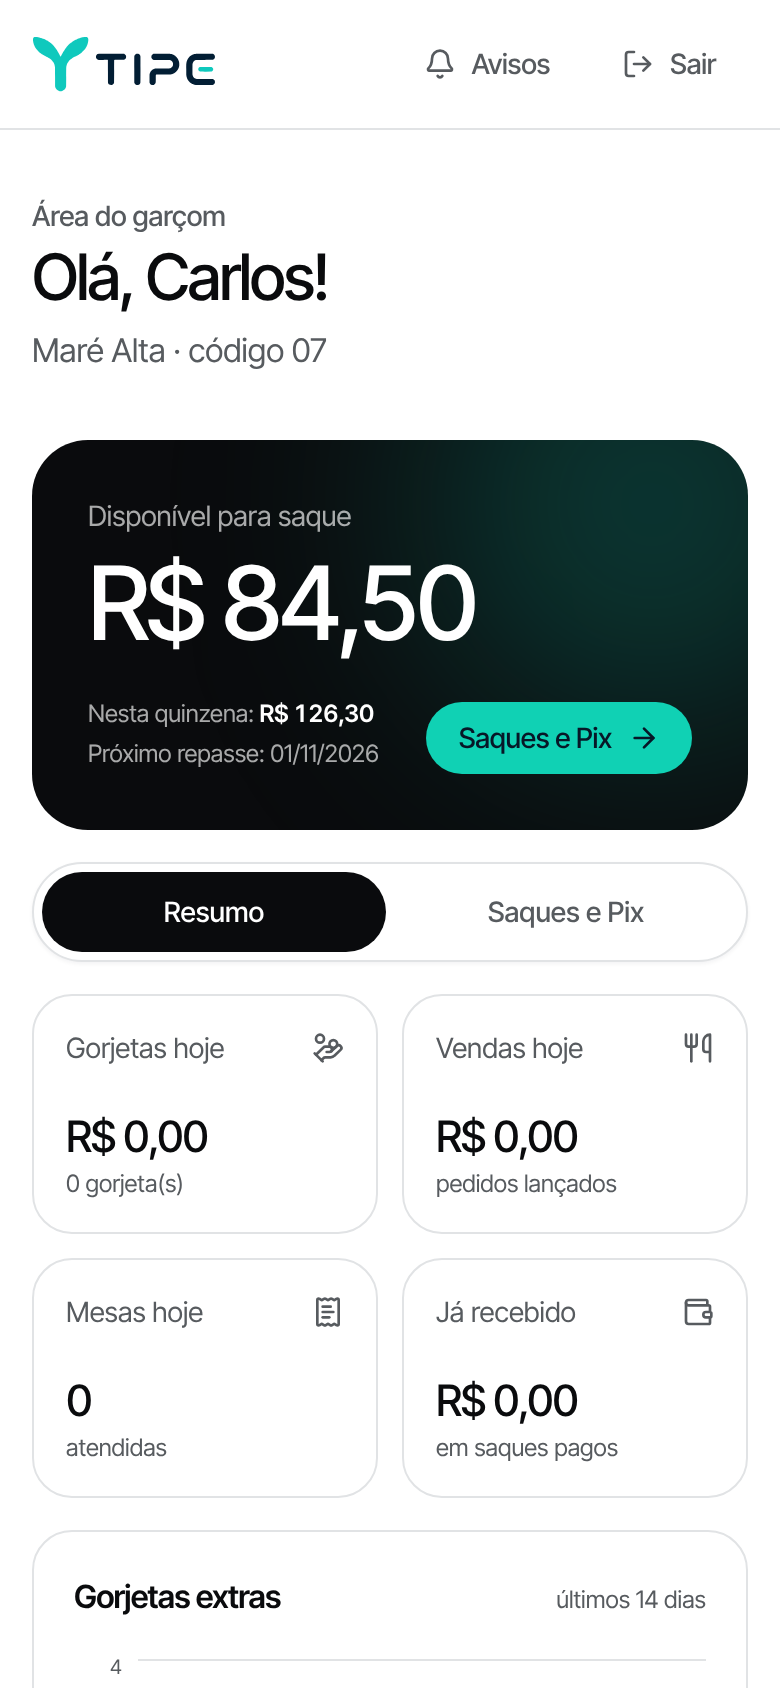 TIPE
Avisos
Sair
Área do garçom
Olá, Carlos!
Maré Alta · código 07
Disponível para saque
R$ 84,50
Nesta quinzena: R$ 126,30
Próximo repasse: 01/11/2026
Saques e Pix
Resumo
Saques e Pix
Gorjetas hoje
R$ 0,00
0 gorjeta(s)
Vendas hoje
R$ 0,00
pedidos lançados
Mesas hoje
0
atendidas
Já recebido
R$ 0,00
em saques pagos
Gorjetas extras
últimos 14 dias
4